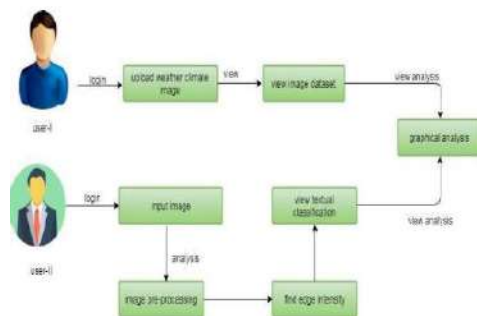 login
upload weather climate
image
view
view image dataset
view analysis
user-I
graphical analysis
login
input image
view textual
classification
view analysis
analysis
user-II
image pre-processing
find edge intensity